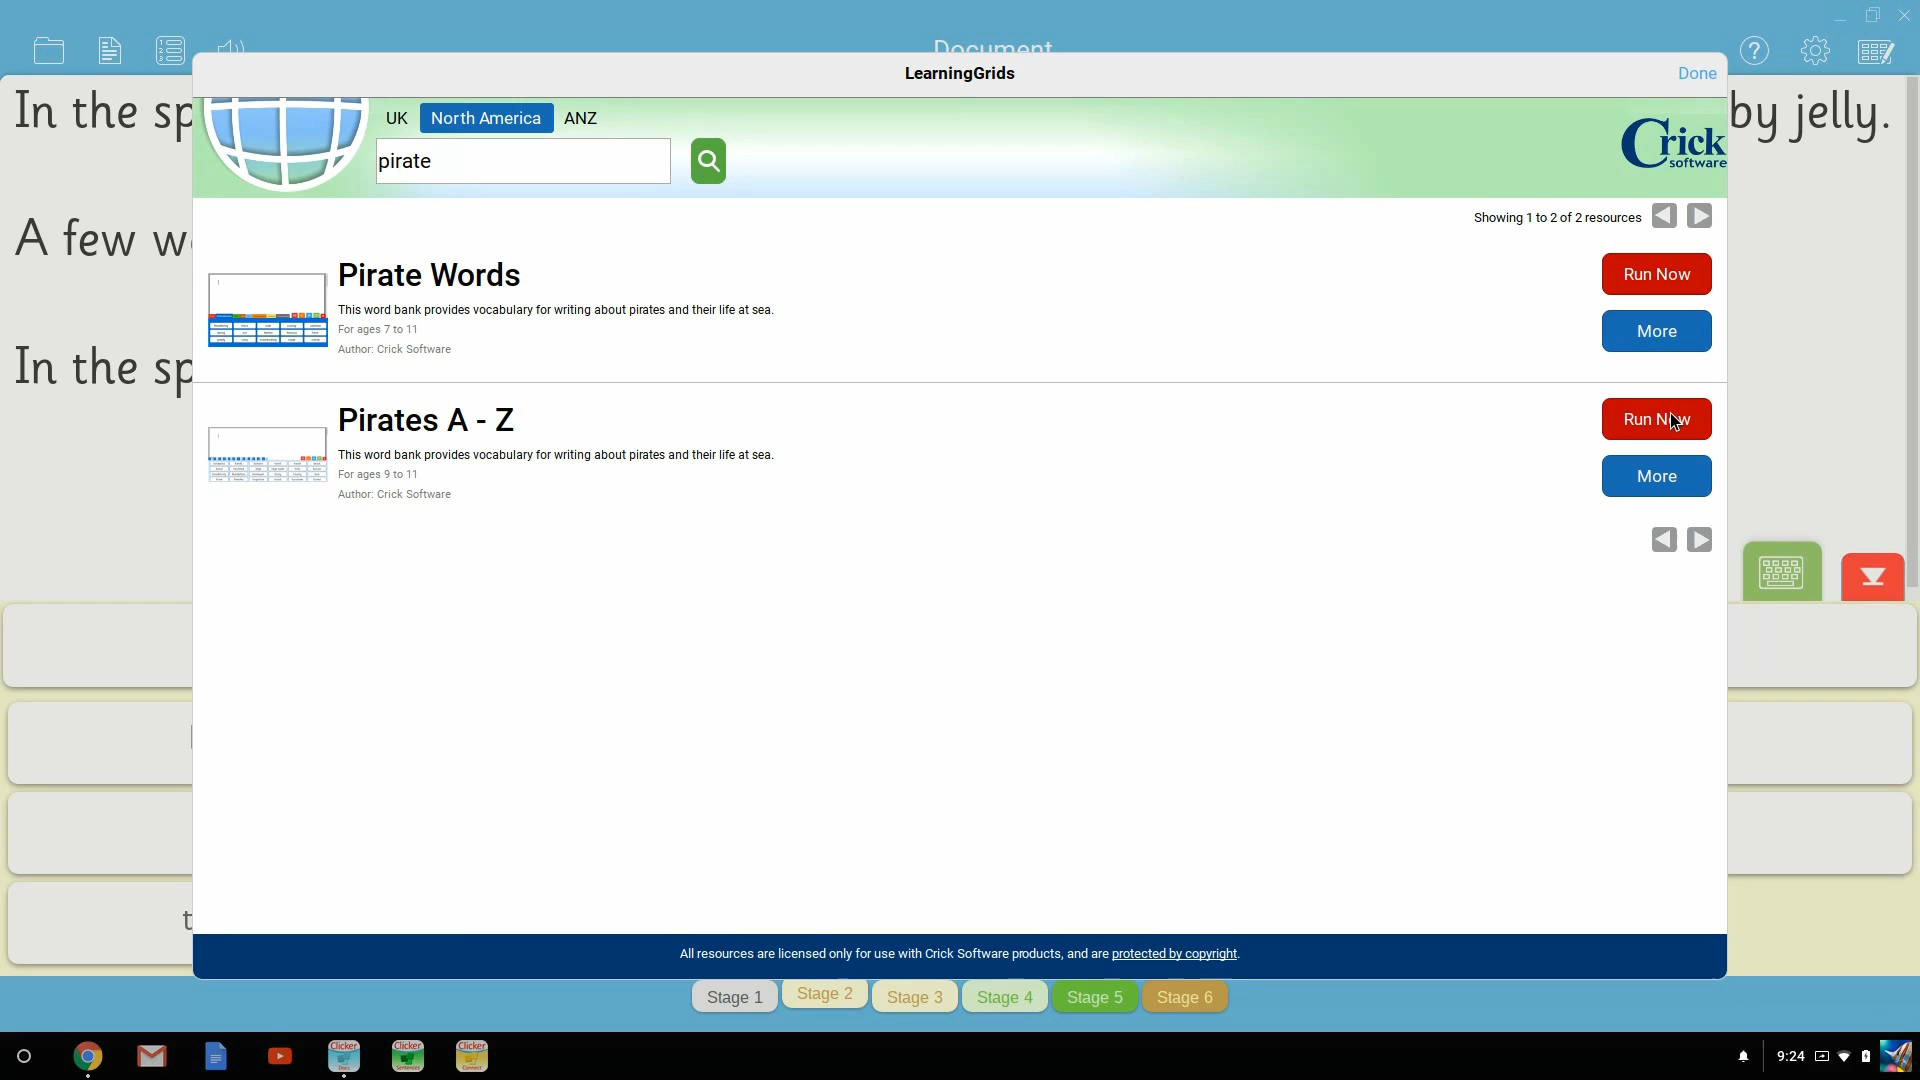 Document
LearningGrids
Done
In the sp
by jelly.
UK North America ANZ
pirate
Crick
software
Showing 1 to 2 of 2 resources
A few w
Pirate Words
This word bank provides vocabulary for writing about pirates and their life at sea.
For ages 7 to 11
Author: Crick Software
Run Now
More
In the sp
Pirates A - Z
This word bank provides vocabulary for writing about pirates and their life at sea.
For ages 9 to 11
Author: Crick Software
Run Now
More
t
All resources are licensed only for use with Crick Software products, and are protected by copyright.
Stage 1 Stage 2 Stage 3 Stage 4 Stage 5 Stage 6
Clicker Docs
Clicker Sentences
Clicker Connect
9:24